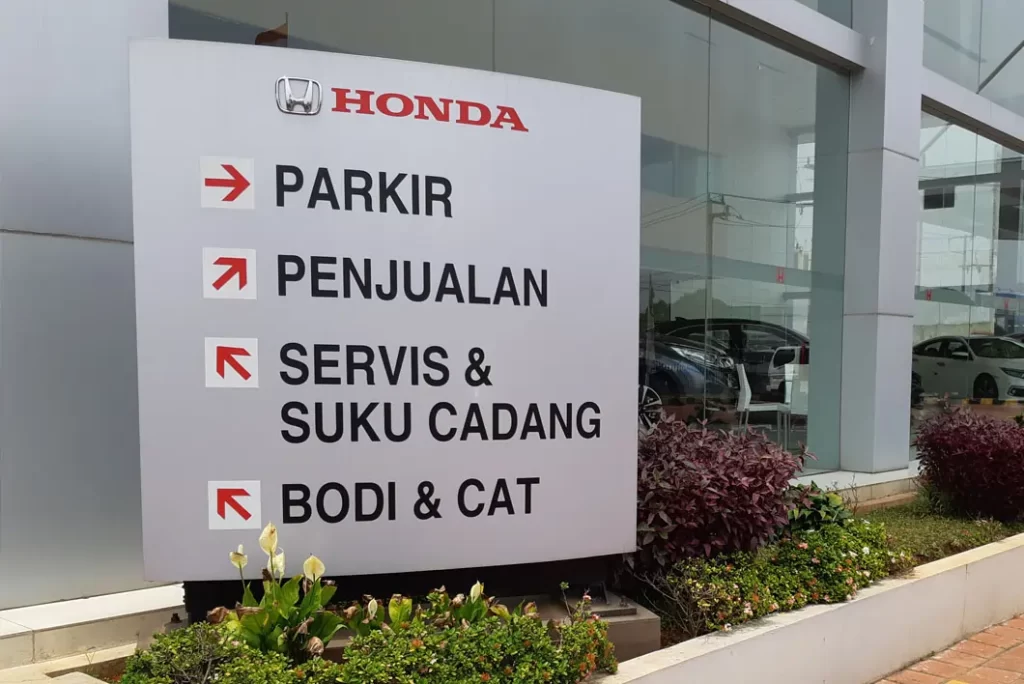 HONDA
PARKIR
PENJUALAN
SERVIS &
SUKU CADANG
BODI & CAT